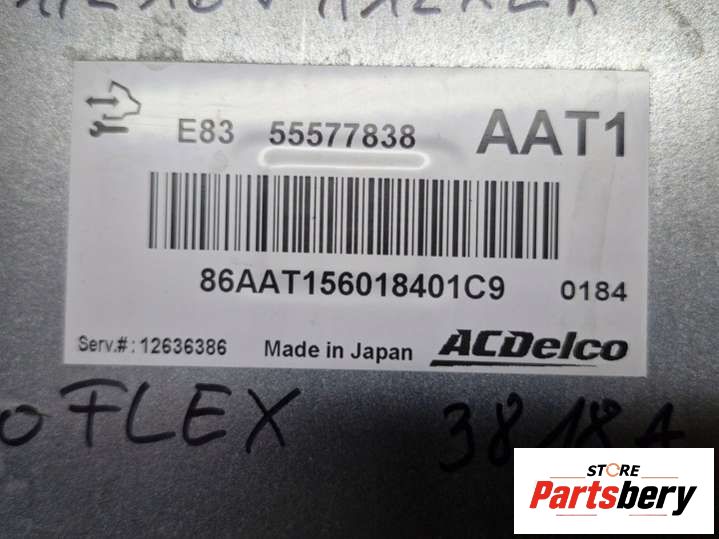 E83 55577838 AAT1
86AAT156018401C9 0184
Serv.#: 12636386 Made in Japan ACDelco
FLEX 3818A
STORE
Partsbery